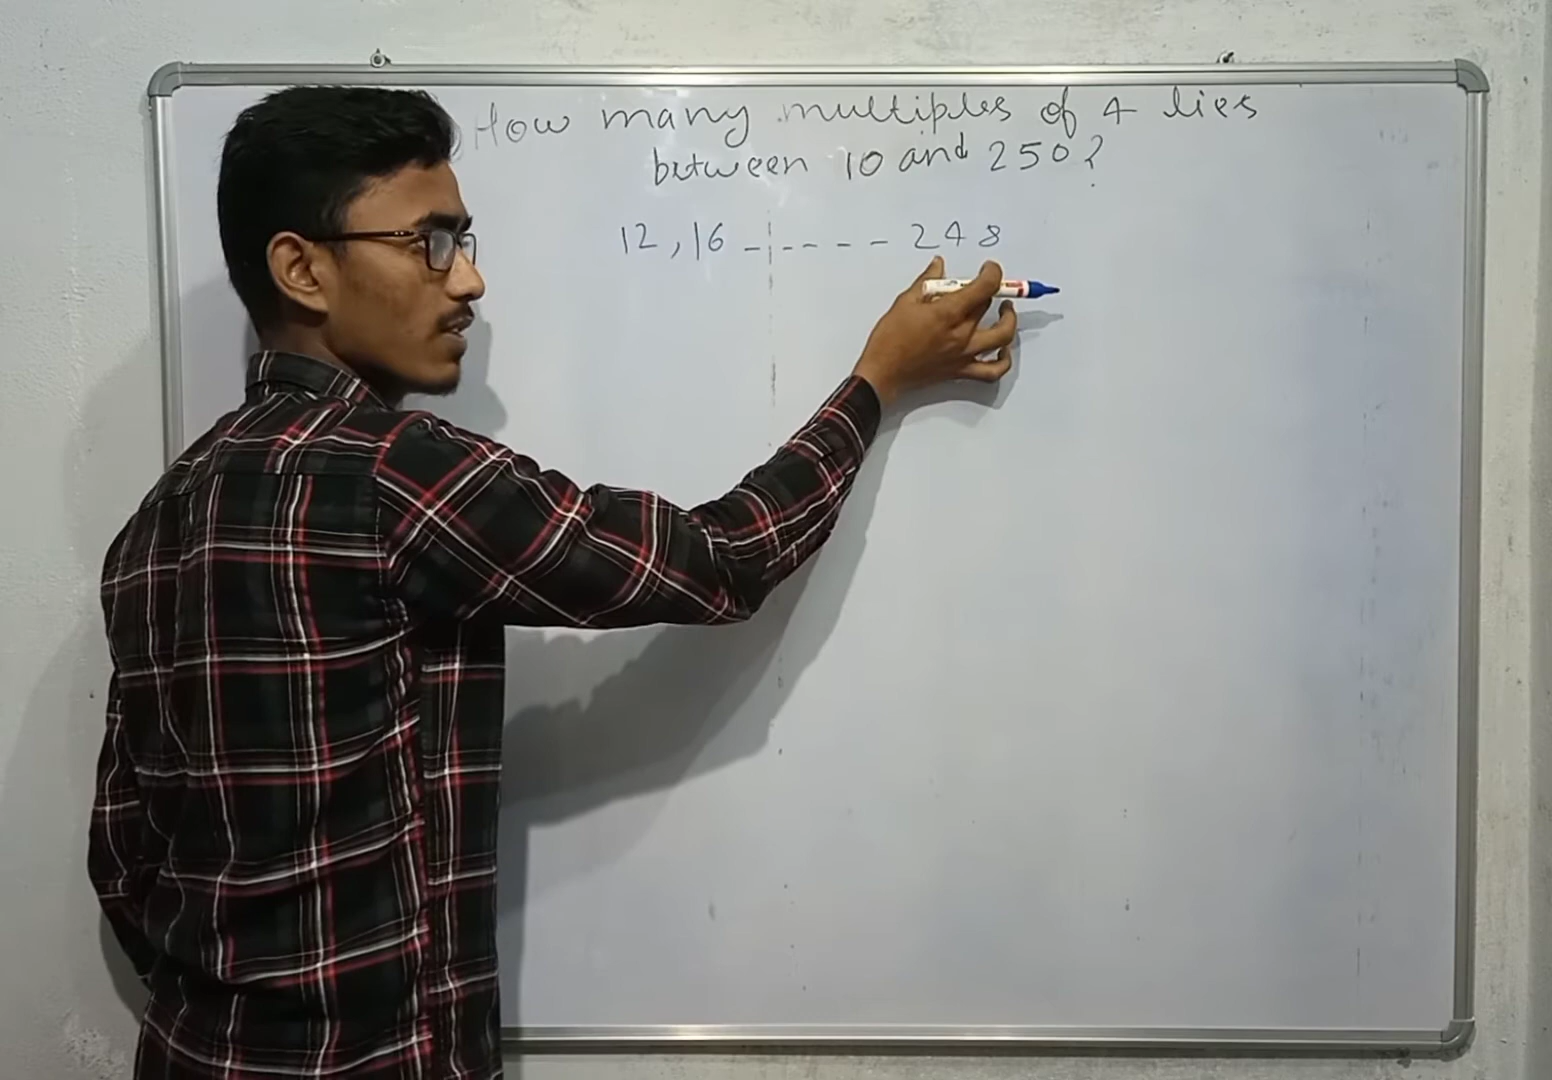 How many multiples of 4 lies
between 10 and 250?
12, 16 ------ 248